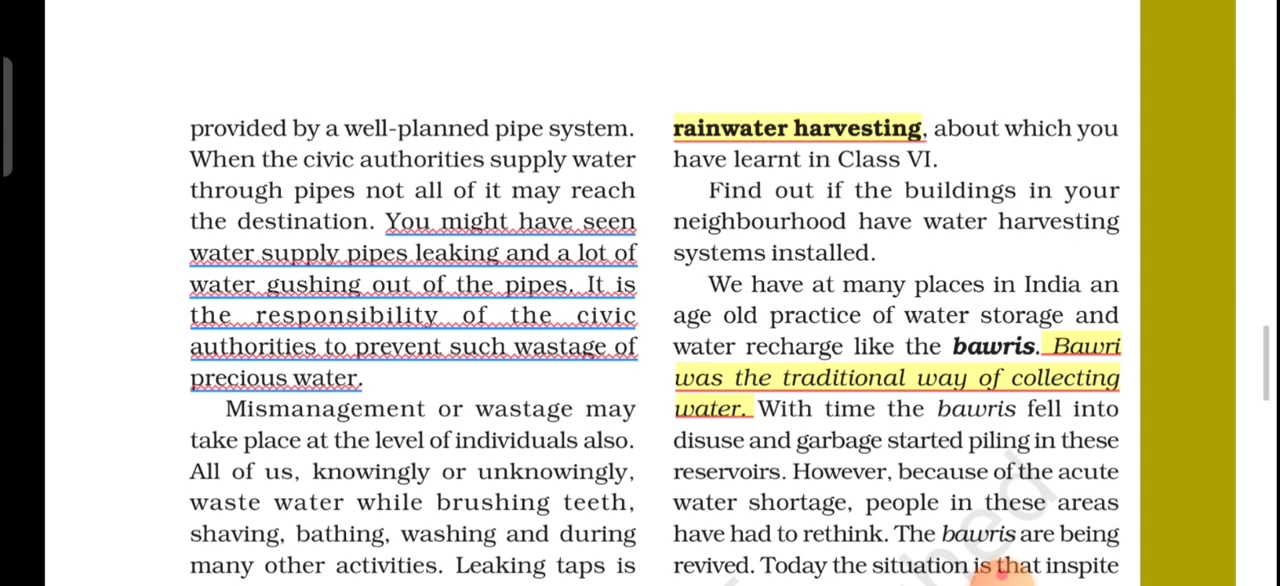 provided by a well-planned pipe system.
When the civic authorities supply water
through pipes not all of it may reach
the destination. You might have seen
water supply pipes leaking and a lot of
water gushing out of the pipes. It is
the responsibility of the civic
authorities to prevent such wastage of
precious water.
Mismanagement or wastage may
take place at the level of individuals also.
All of us, knowingly or unknowingly,
waste water while brushing teeth,
shaving, bathing, washing and during
many other activities. Leaking taps is
rainwater harvesting, about which you
have learnt in Class VI.
Find out if the buildings in your
neighbourhood have water harvesting
systems installed.
We have at many places in India an
age old practice of water storage and
water recharge like the bawris. Bawri
was the traditional way of collecting
water. With time the bawris fell into
disuse and garbage started piling in these
reservoirs. However, because of the acute
water shortage, people in these areas
have had to rethink. The bawris are being
revived. Today the situation is that inspite